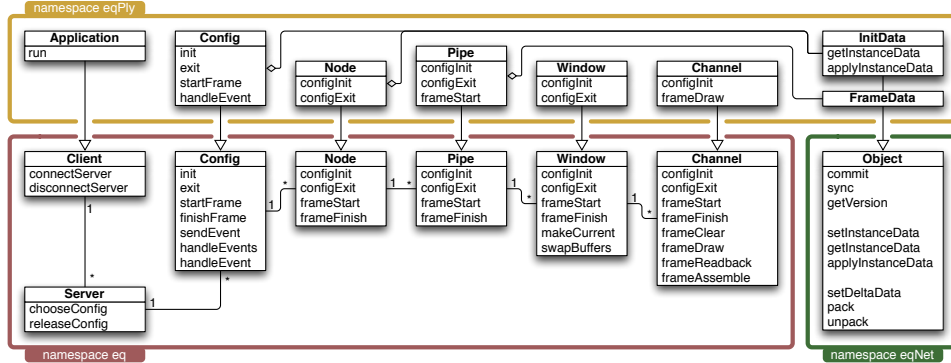 namespace eqPly
Application
run
Config
init
exit
startFrame
handleEvent
Node
configInit
configExit
Pipe
configInit
configExit
frameStart
Window
configInit
configExit
Channel
configInit
frameDraw
InitData
getInstanceData
applyInstanceData
FrameData
Client
connectServer
disconnectServer
1
*
Server
chooseConfig
releaseConfig
1
*
Config
init
exit
startFrame
finishFrame
sendEvent
handleEvents
handleEvent
1
*
Node
configInit
configExit
frameStart
frameFinish
1
*
Pipe
configInit
configExit
frameStart
frameFinish
1
*
Window
configInit
configExit
frameStart
frameFinish
makeCurrent
swapBuffers
1
*
Channel
configInit
configExit
frameStart
frameFinish
frameClear
frameDraw
frameReadback
frameAssemble
Object
commit
sync
getVersion
setInstanceData
getInstanceData
applyInstanceData
setDeltaData
pack
unpack
namespace eq
namespace eqNet